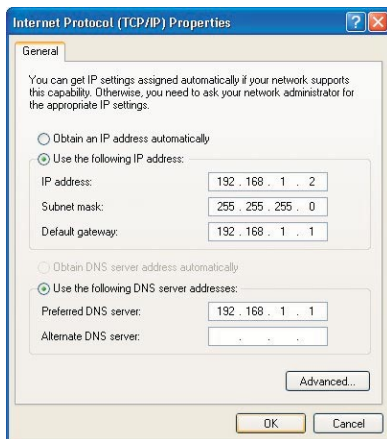 Internet Protocol (TCP/IP) Properties
General
You can get IP settings assigned automatically if your network supports
this capability. Otherwise, you need to ask your network administrator for
the appropriate IP settings.
Obtain an IP address automatically
Use the following IP address:
IP address: 192 . 168 . 1 . 2
Subnet mask: 255 . 255 . 255 . 0
Default gateway: 192 . 168 . 1 . 1
Obtain DNS server address automatically
Use the following DNS server addresses:
Preferred DNS server: 192 . 168 . 1 . 1
Alternate DNS server: . . .
Advanced...
OK Cancel